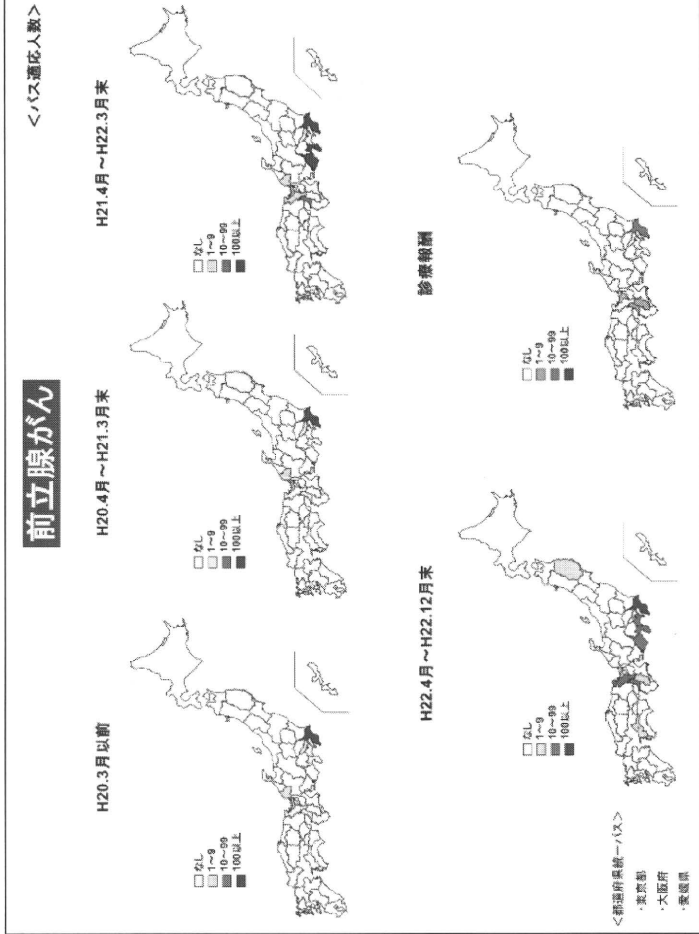 前立腺がん
<パス適応人数>
H20.3月以前
なし
1~9
10~99
100以上
H20.4月~H21.3月末
なし
1~9
10~99
100以上
H21.4月~H22.3月末
なし
1~9
10~99
100以上
H22.4月~H22.12月末
なし
1~9
10~99
100以上
診療報酬
なし
1~9
10~99
100以上
<都道府県統一パス>
・東京都
・大阪府
・愛媛県